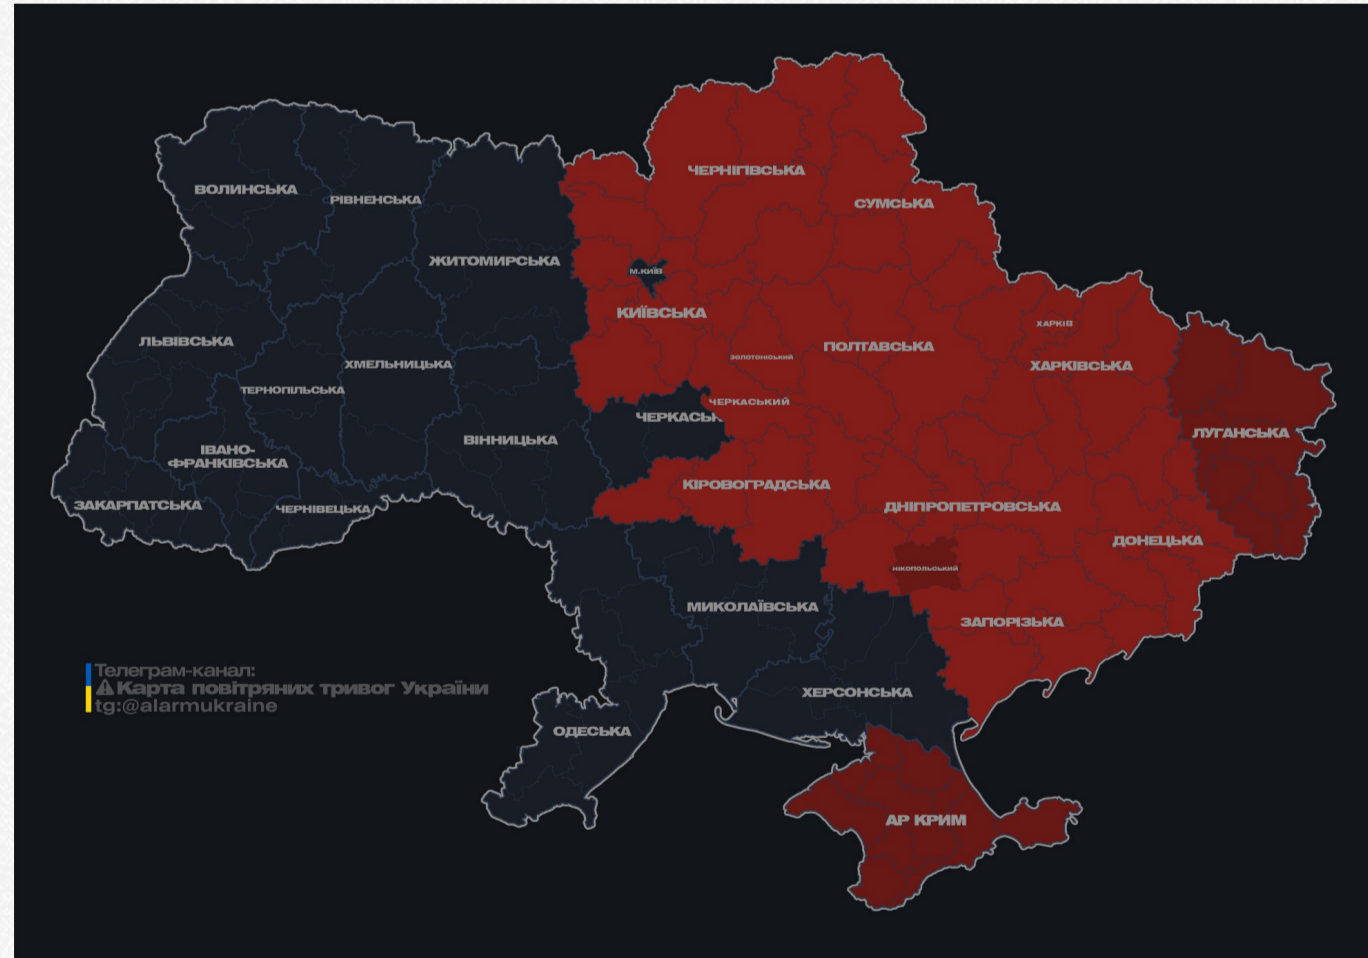 ЧЕРНІГІВСЬКА
ВОЛИНСЬКА
РІВНЕНСЬКА
СУМСЬКА
ЖИТОМИРСЬКА
М.КИЇВ
КИЇВСЬКА
ХАРКІВ
ЛЬВІВСЬКА
ПОЛТАВСЬКА
ЗОЛОТОНІСЬКИЙ
ХМЕЛЬНИЦЬКА
ХАРКІВСЬКА
ТЕРНОПІЛЬСЬКА
ЧЕРКАСЬКИЙ
ЧЕРКАСЬК
ЛУГАНСЬКА
ВІННИЦЬКА
ІВАНО-
ФРАНКІВСЬКА
КІРОВОГРАДСЬКА
ЗАКАРПАТСЬКА
ЧЕРНІВЕЦЬКА
ДНІПРОПЕТРОВСЬКА
ДОНЕЦЬКА
НІКОПОЛЬСЬКИЙ
МИКОЛАЇВСЬКА
ЗАПОРІЗЬКА
Телеграм-канал:
⚠Карта повітряних тривог України
tg:@alarmukraine
ХЕРСОНСЬКА
ОДЕСЬКА
АР КРИМ